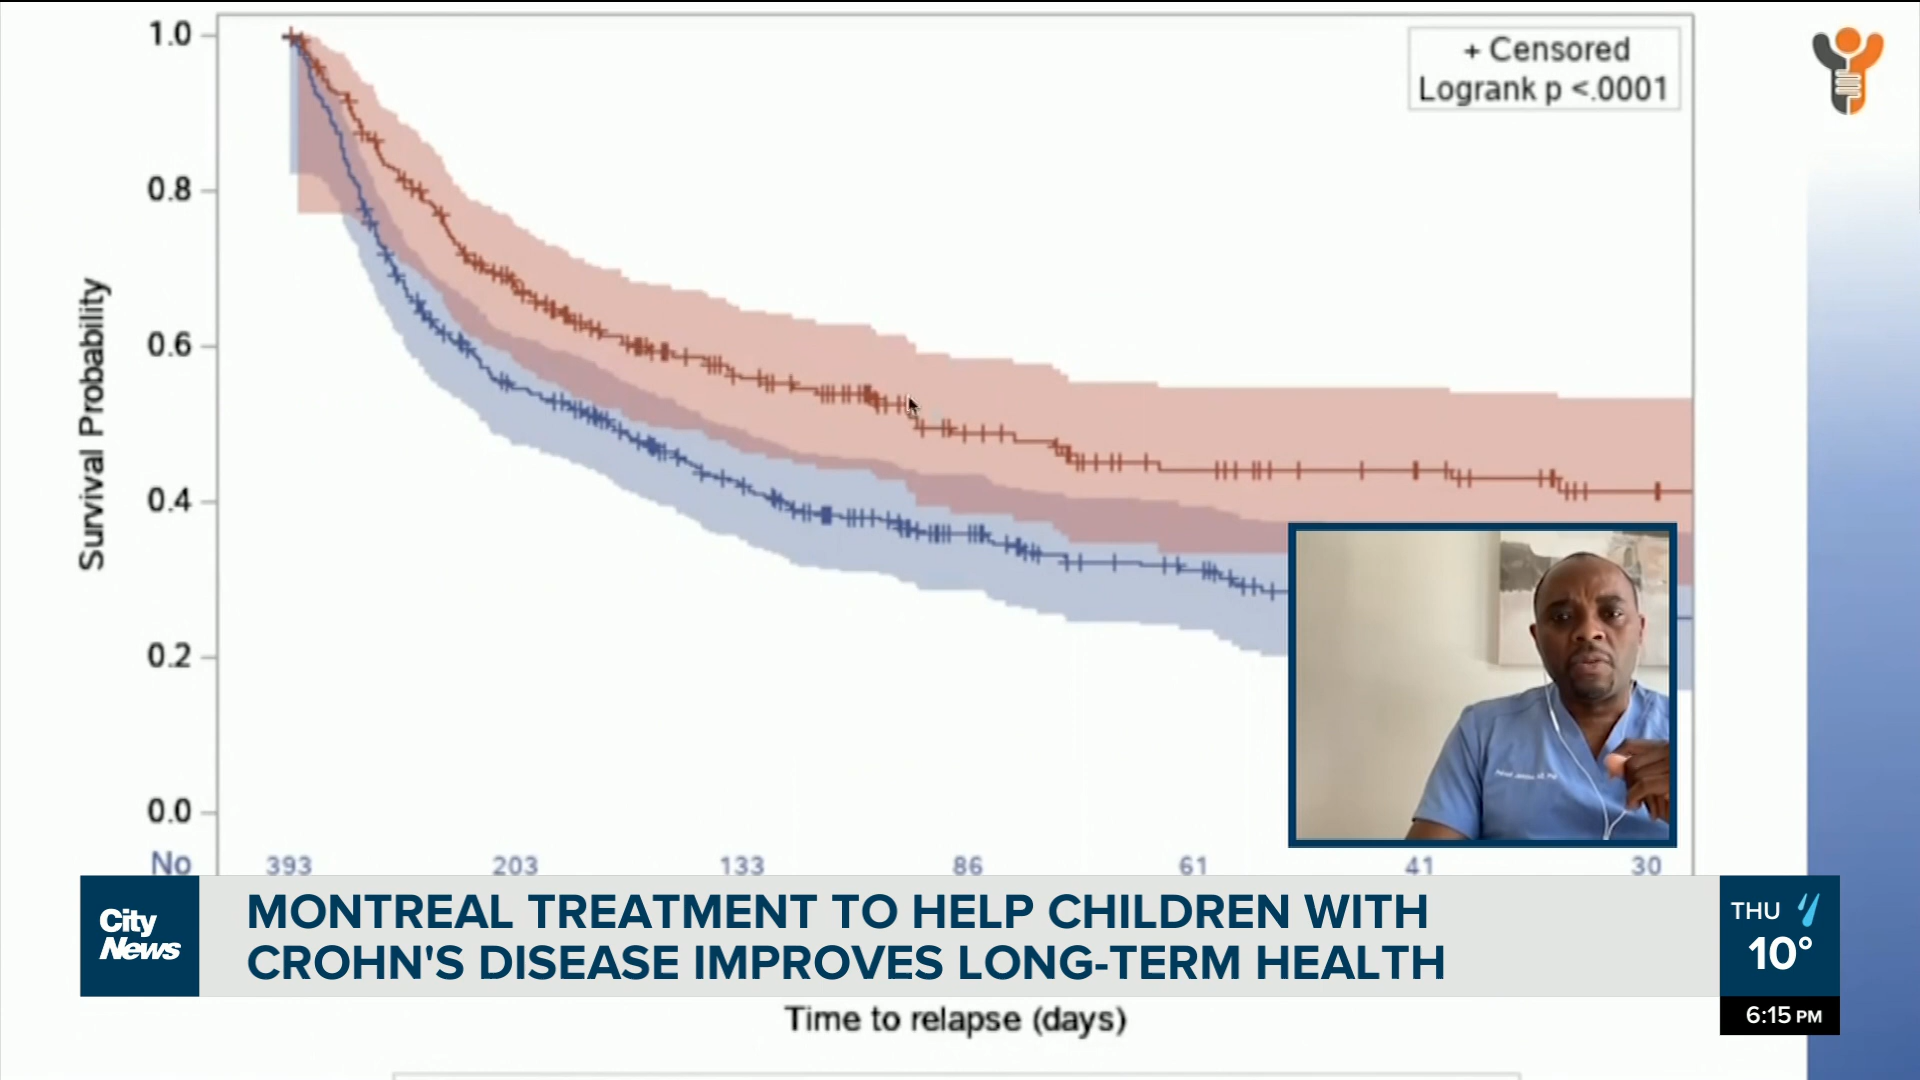 1.0
0.8
0.6
0.4
0.2
0.0
Survival Probability
+ Censored
Logrank p <.0001
No 393 203 133 86 61 41 30
City
News
MONTREAL TREATMENT TO HELP CHILDREN WITH
CROHN'S DISEASE IMPROVES LONG-TERM HEALTH
THU
10°
6:15 PM
Time to relapse (days)